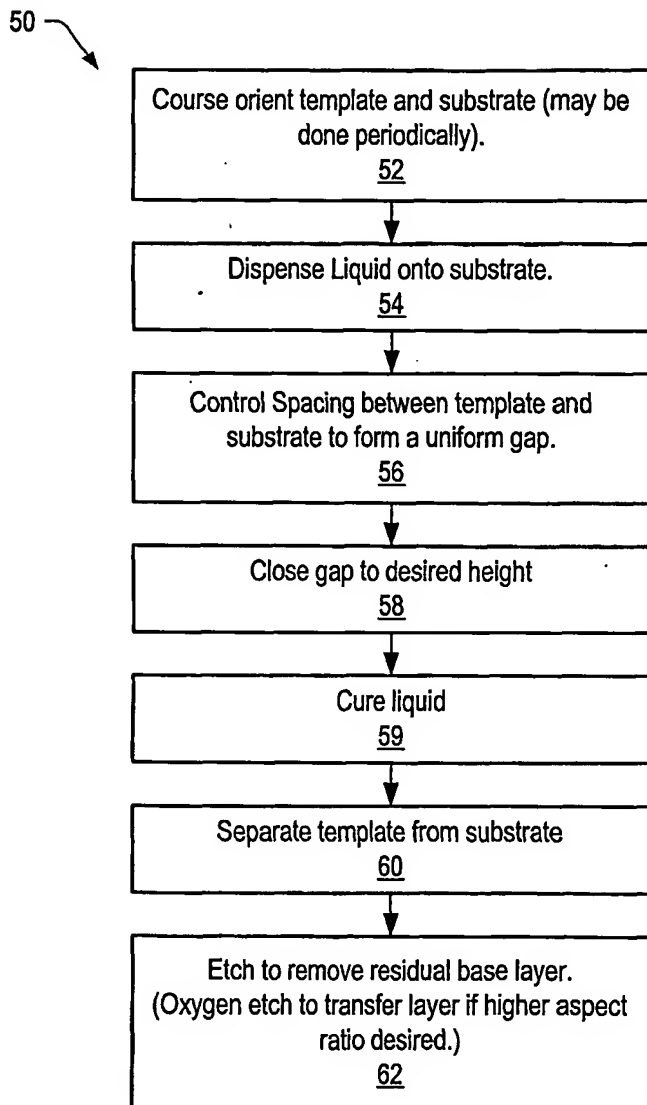 50
Course orient template and substrate (may be
done periodically).
52
Dispense Liquid onto substrate.
54
Control Spacing between template and
substrate to form a uniform gap.
56
Close gap to desired height
58
Cure liquid
59
Separate template from substrate
60
Etch to remove residual base layer.
(Oxygen etch to transfer layer if higher aspect
ratio desired.)
62